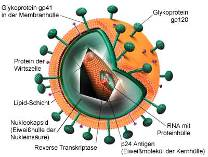 Glykoprotein gp41
in der Membranhülle
Glykoprotein
gp120
Protein der
Wirtszelle
Lipid-Schicht
Nukleokapsid
(Eiweißhülle der
Nukleinsäure)
Reverse Transkriptase
p24 Antigen
(Eiweißmolekül der Kernhülle)
RNA mit
Proteinhülle